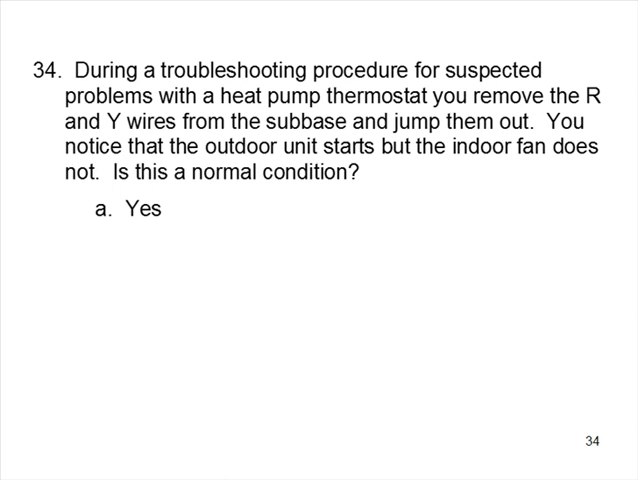 34. During a troubleshooting procedure for suspected
problems with a heat pump thermostat you remove the R
and Y wires from the subbase and jump them out. You
notice that the outdoor unit starts but the indoor fan does
not. Is this a normal condition?
a. Yes
34